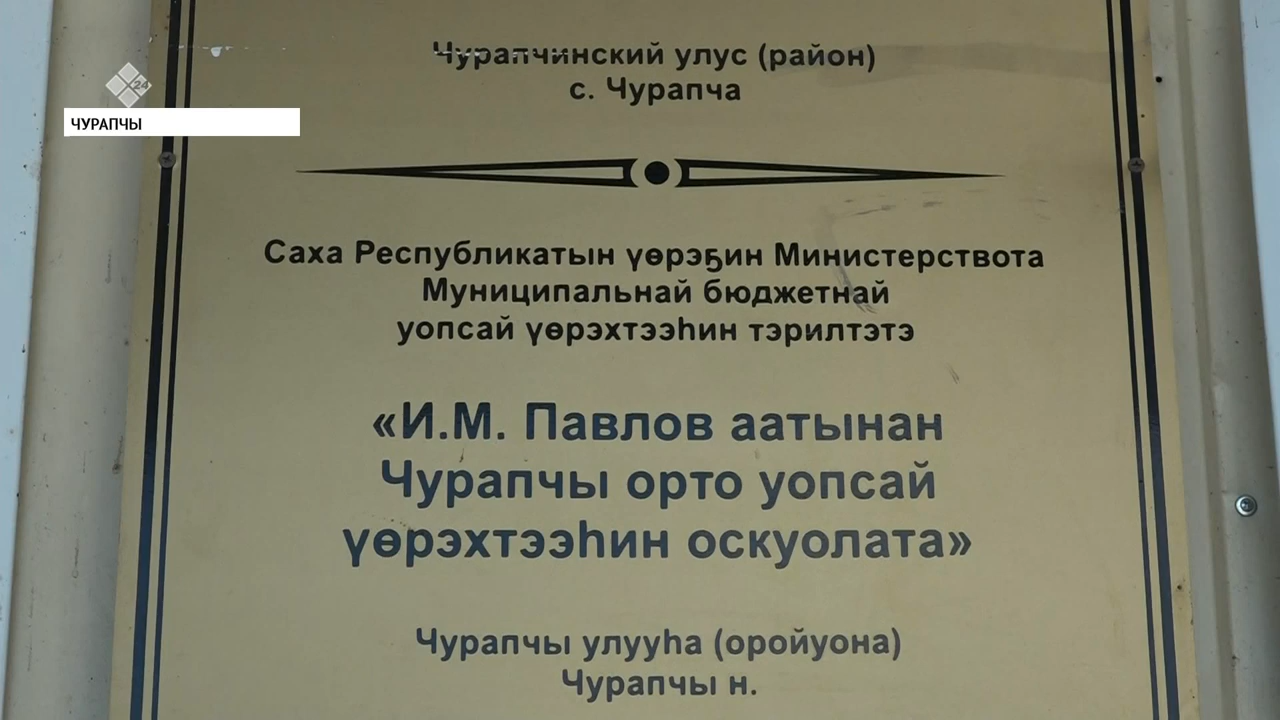 Чурапчинский улус (район)
с. Чурапча
24
ЧУРАПЧЫ
Саха Республикатын үөрэҕин Министерствота
Муниципальнай бюджетнай
уопсай үөрэхтээһин тэрилтэтэ
«И.М. Павлов аатынан
Чурапчы орто уопсай
үөрэхтээһин оскуолата»
Чурапчы улууһа (оройуона)
Чурапчы н.